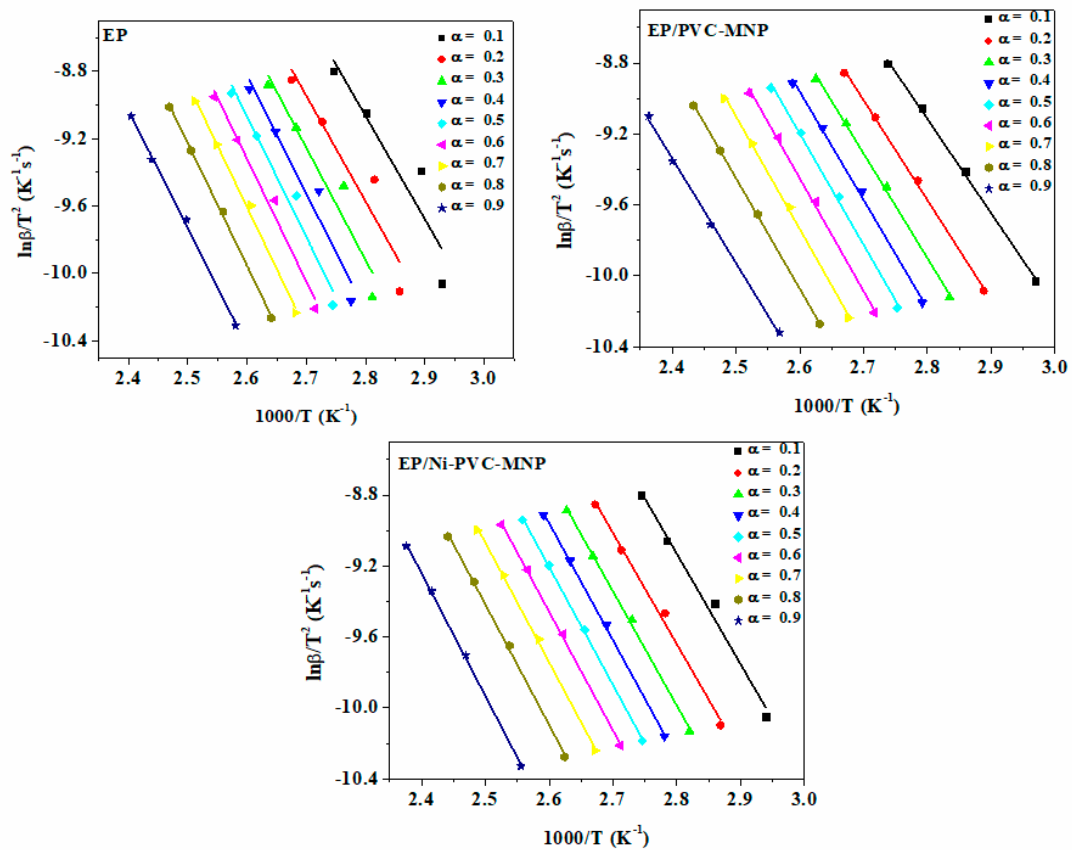 EP
α = 0.1
α = 0.2
α = 0.3
α = 0.4
α = 0.5
α = 0.6
α = 0.7
α = 0.8
α = 0.9
-8.8
-9.2
-9.6
-10.0
-10.4
lnβ/T² (K⁻¹s⁻¹)
2.4 2.5 2.6 2.7 2.8 2.9 3.0
1000/T (K⁻¹)
EP/PVC-MNP
α = 0.1
α = 0.2
α = 0.3
α = 0.4
α = 0.5
α = 0.6
α = 0.7
α = 0.8
α = 0.9
-8.8
-9.2
-9.6
-10.0
-10.4
lnβ/T² (K⁻¹s⁻¹)
2.4 2.5 2.6 2.7 2.8 2.9 3.0
1000/T (K⁻¹)
EP/Ni-PVC-MNP
α = 0.1
α = 0.2
α = 0.3
α = 0.4
α = 0.5
α = 0.6
α = 0.7
α = 0.8
α = 0.9
-8.8
-9.2
-9.6
-10.0
-10.4
lnβ/T² (K⁻¹s⁻¹)
2.4 2.5 2.6 2.7 2.8 2.9 3.0
1000/T (K⁻¹)